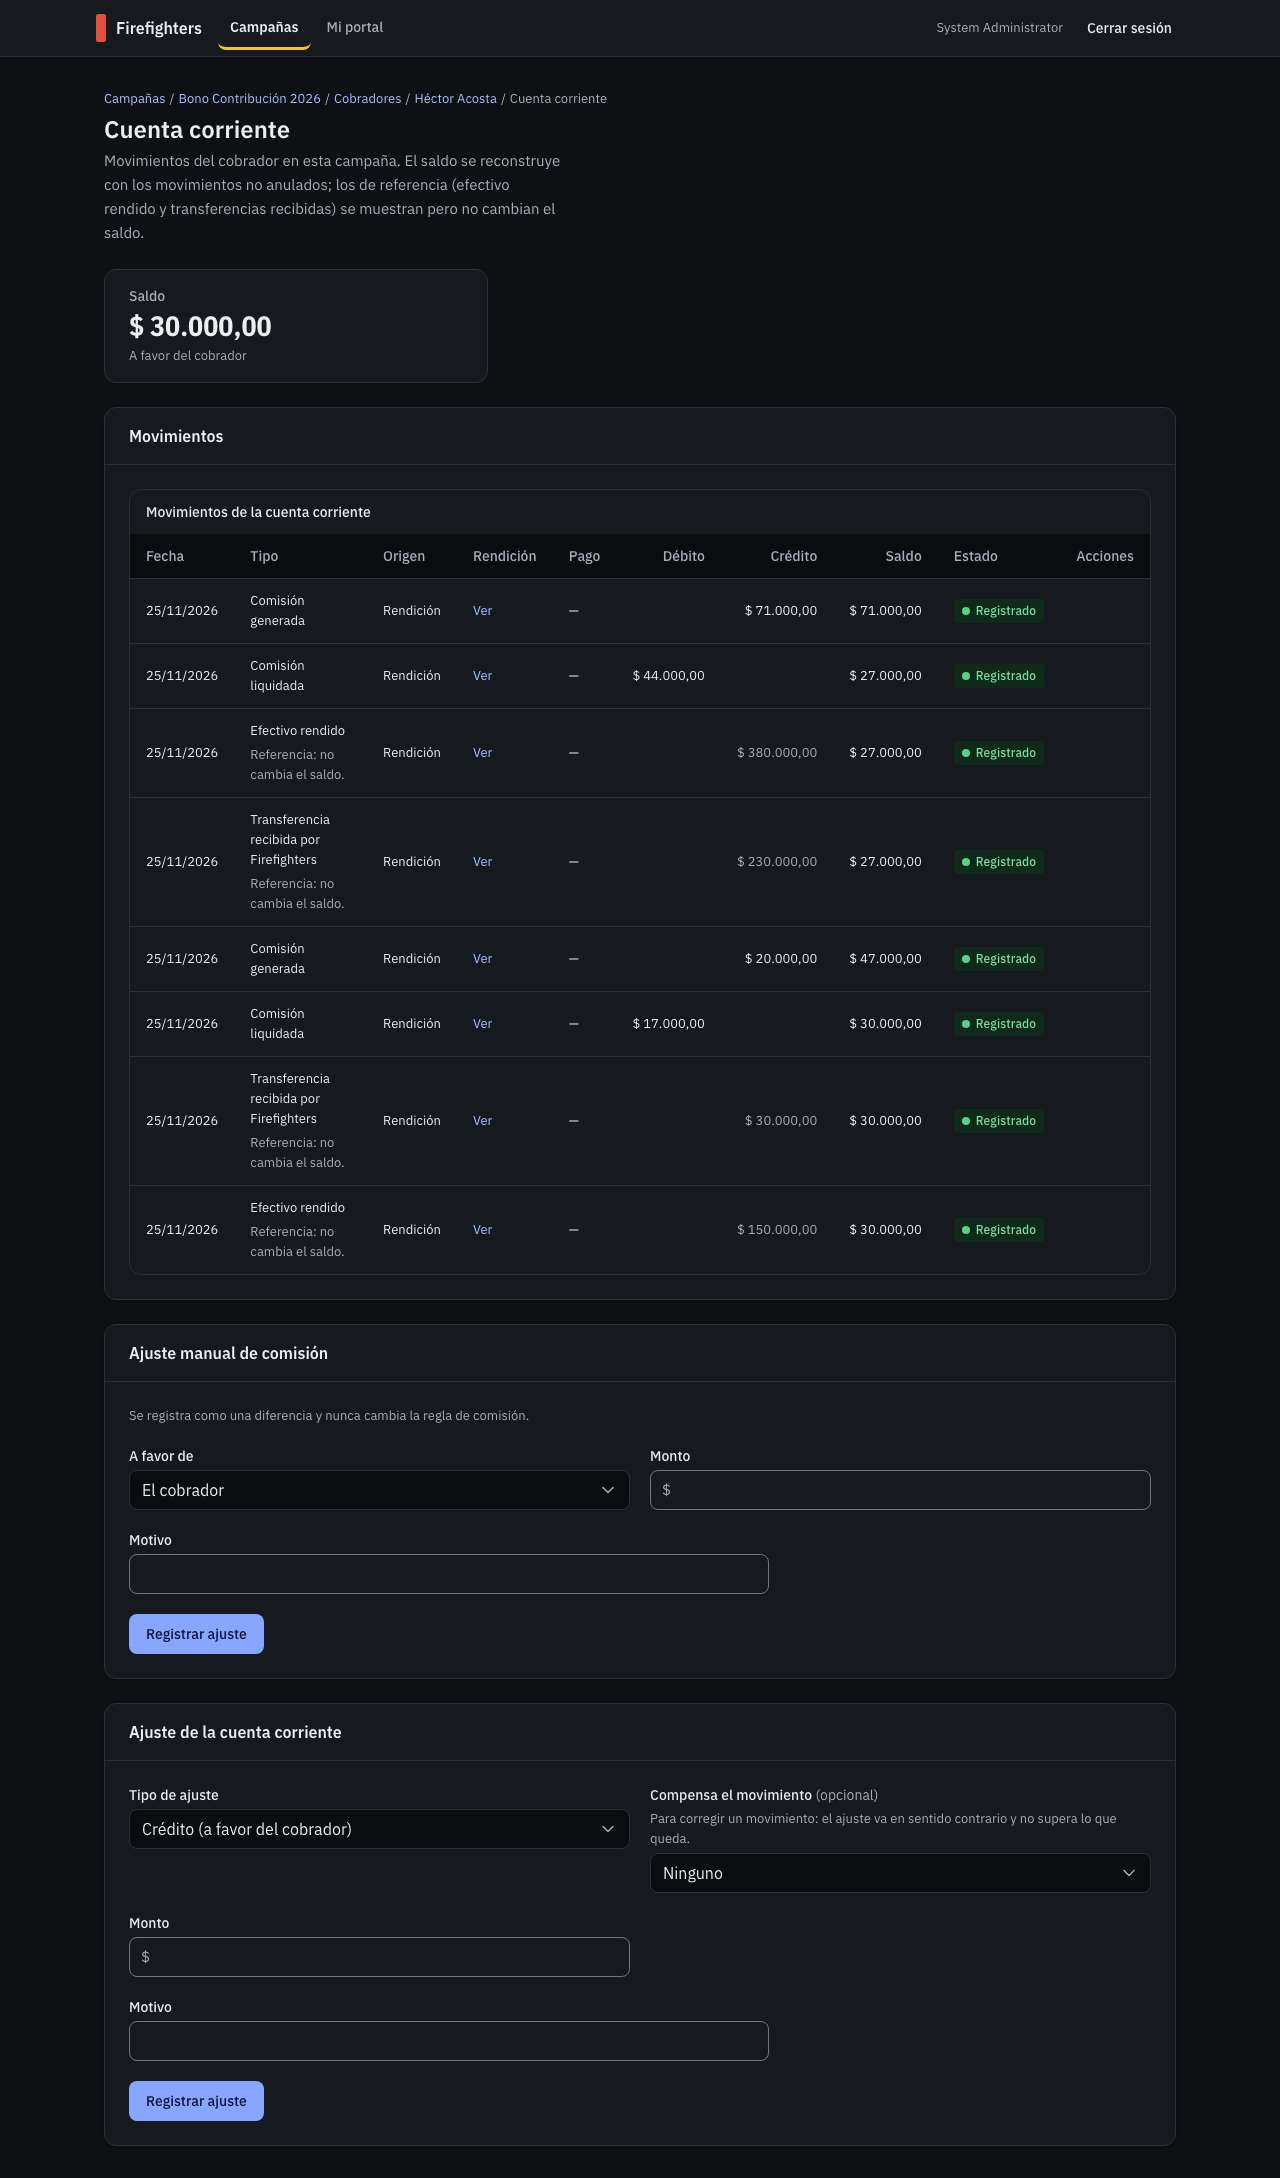 Firefighters Campañas Mi portal System Administrator Cerrar sesión
Campañas / Bono Contribución 2026 / Cobradores / Héctor Acosta / Cuenta corriente
Cuenta corriente
Movimientos del cobrador en esta campaña. El saldo se reconstruye
con los movimientos no anulados; los de referencia (efectivo
rendido y transferencias recibidas) se muestran pero no cambian el
saldo.
Saldo
$ 30.000,00
A favor del cobrador
Movimientos
Movimientos de la cuenta corriente
Fecha Tipo Origen Rendición Pago Débito Crédito Saldo Estado Acciones
25/11/2026 Comisión generada Rendición Ver — $ 71.000,00 $ 71.000,00 Registrado
25/11/2026 Comisión liquidada Rendición Ver — $ 44.000,00 $ 27.000,00 Registrado
25/11/2026 Efectivo rendido Referencia: no cambia el saldo. Rendición Ver — $ 380.000,00 $ 27.000,00 Registrado
25/11/2026 Transferencia recibida por Firefighters Referencia: no cambia el saldo. Rendición Ver — $ 230.000,00 $ 27.000,00 Registrado
25/11/2026 Comisión generada Rendición Ver — $ 20.000,00 $ 47.000,00 Registrado
25/11/2026 Comisión liquidada Rendición Ver — $ 17.000,00 $ 30.000,00 Registrado
25/11/2026 Transferencia recibida por Firefighters Referencia: no cambia el saldo. Rendición Ver — $ 30.000,00 $ 30.000,00 Registrado
25/11/2026 Efectivo rendido Referencia: no cambia el saldo. Rendición Ver — $ 150.000,00 $ 30.000,00 Registrado
Ajuste manual de comisión
Se registra como una diferencia y nunca cambia la regla de comisión.
A favor de
El cobrador
Monto
$
Motivo
Registrar ajuste
Ajuste de la cuenta corriente
Tipo de ajuste
Crédito (a favor del cobrador)
Compensa el movimiento (opcional)
Para corregir un movimiento: el ajuste va en sentido contrario y no supera lo que
queda.
Ninguno
Monto
$
Motivo
Registrar ajuste